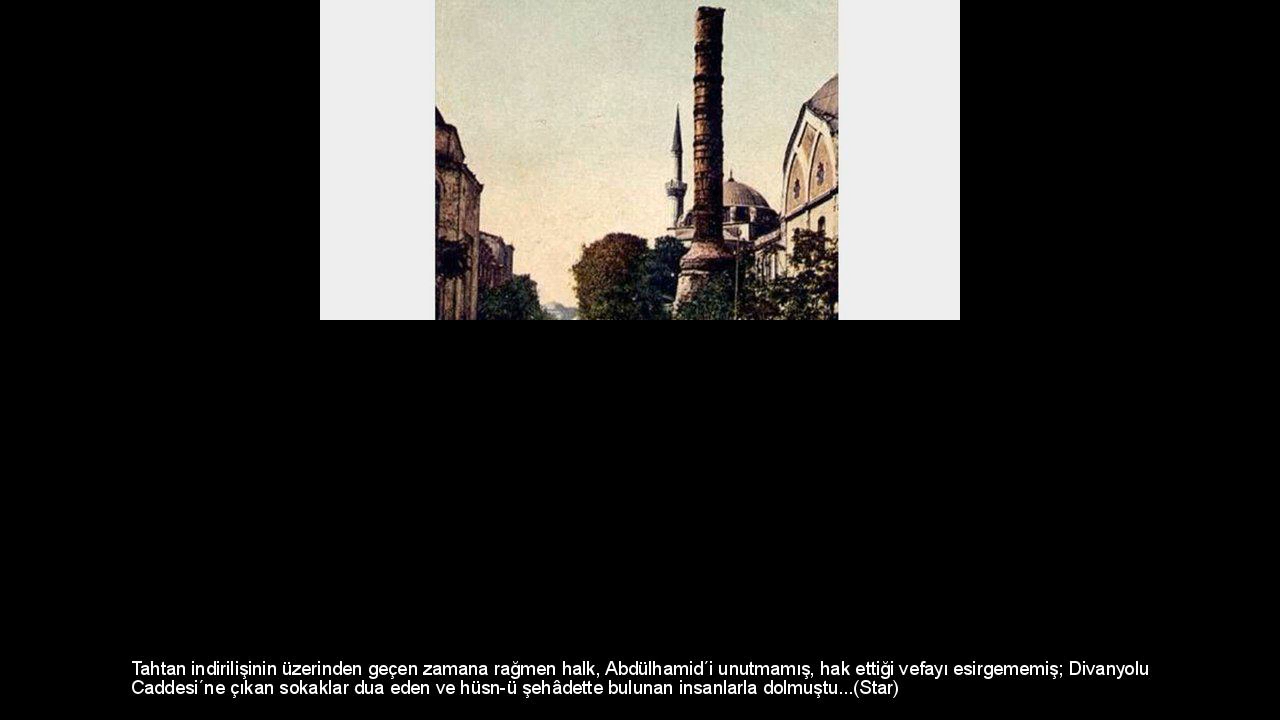 Tahtan indirilişinin üzerinden geçen zamana rağmen halk, Abdülhamid´i unutmamış, hak ettiği vefayı esirgememiş; Divanyolu
Caddesi´ne çıkan sokaklar dua eden ve hüsn-ü şehâdette bulunan insanlarla dolmuştu...(Star)